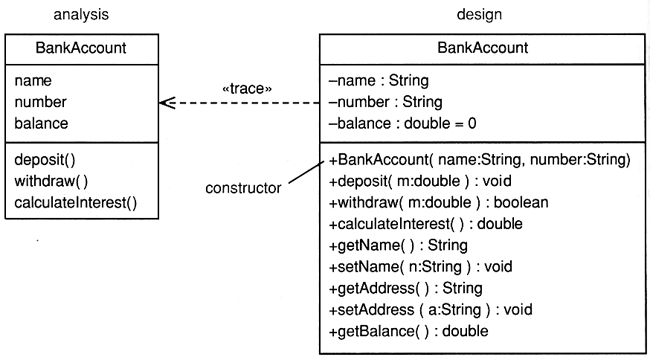 analysis
BankAccount
name
number
balance
deposit()
withdraw()
calculateInterest()
«trace»
design
BankAccount
–name : String
–number : String
–balance : double = 0
constructor
+BankAccount( name:String, number:String)
+deposit( m:double ) : void
+withdraw( m:double ) : boolean
+calculateInterest( ) : double
+getName( ) : String
+setName( n:String ) : void
+getAddress( ) : String
+setAddress ( a:String ) : void
+getBalance( ) : double